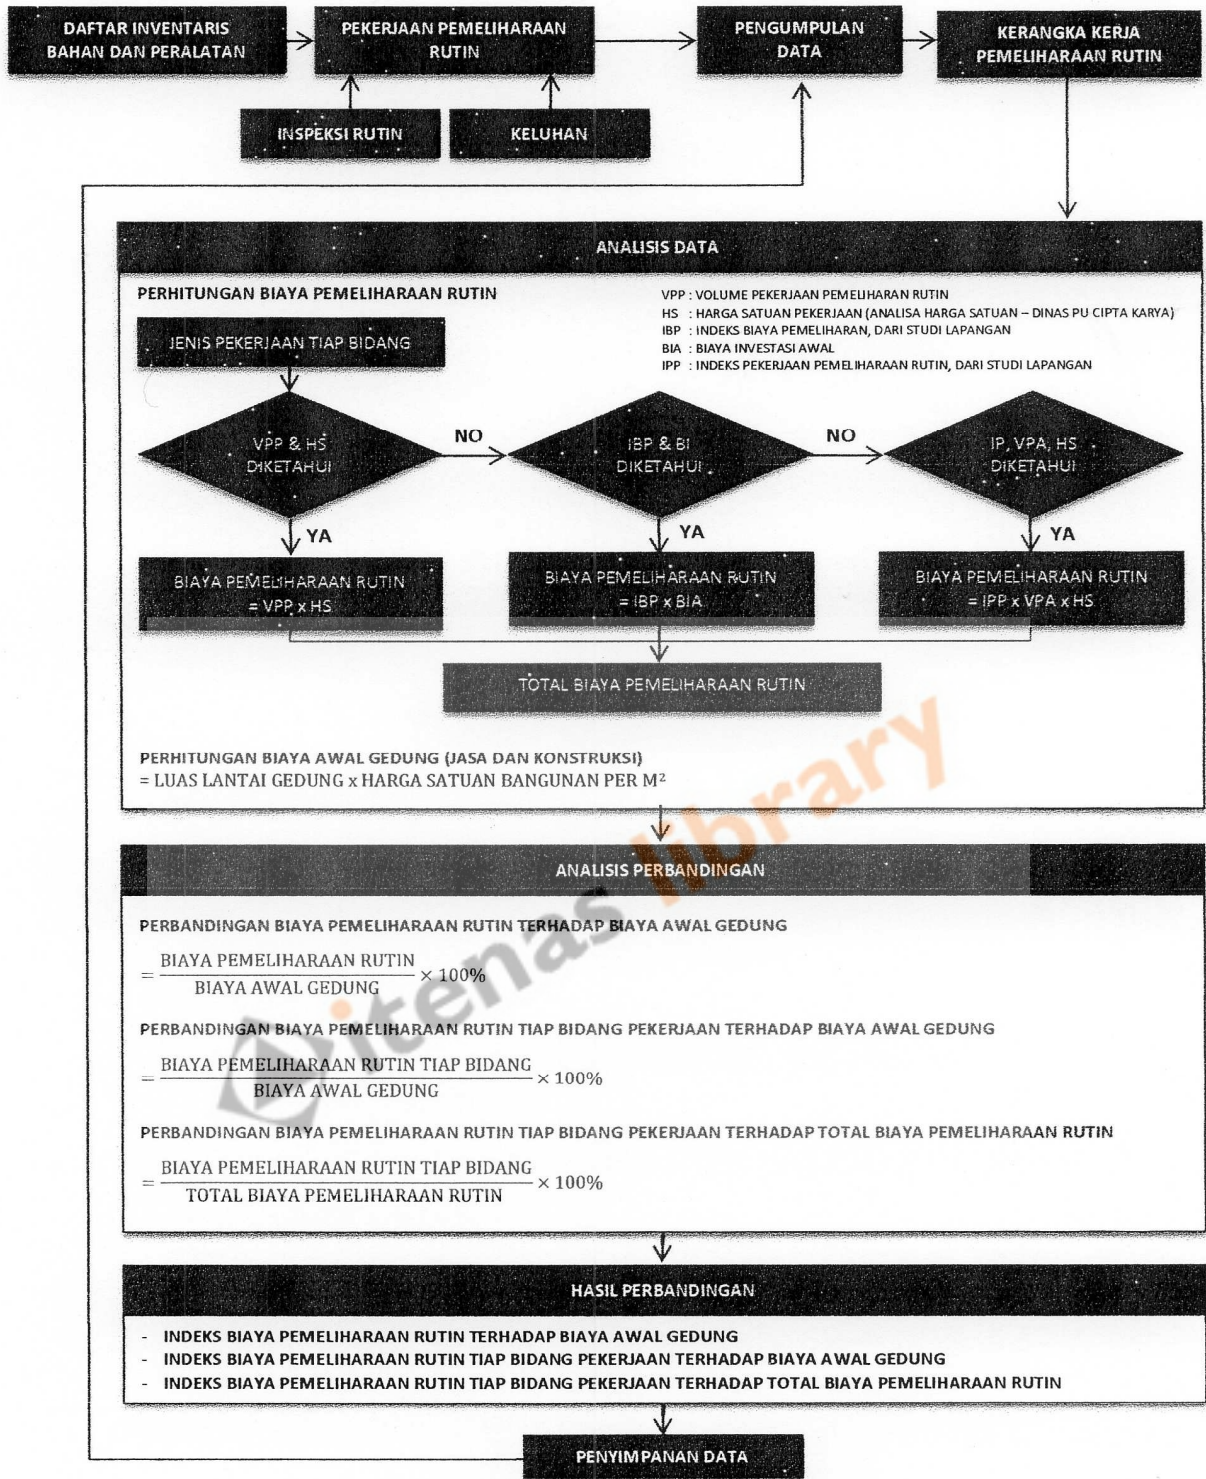 DAFTAR INVENTARIS
BAHAN DAN PERALATAN
PEKERJAAN PEMELIHARAAN
RUTIN
PENGUMPULAN
DATA
KERANGKA KERJA
PEMELIHARAAN RUTIN
INSPEKSI RUTIN
KELUHAN
ANALISIS DATA
PERHITUNGAN BIAYA PEMELIHARAAN RUTIN
VPP : VOLUME PEKERJAAN PEMELIHARAN RUTIN
HS : HARGA SATUAN PEKERJAAN (ANALISA HARGA SATUAN – DINAS PU CIPTA KARYA)
IBP : INDEKS BIAYA PEMELIHARAN, DARI STUDI LAPANGAN
BIA : BIAYA INVESTASI AWAL
IPP : INDEKS PEKERJAAN PEMELIHARAAN RUTIN, DARI STUDI LAPANGAN
JENIS PEKERJAAN TIAP BIDANG
VPP & HS
DIKETAHUI
NO
IBP & BI
DIKETAHUI
NO
IP, VPA, HS
DIKETAHUI
YA
YA
YA
BIAYA PEMELIHARAAN RUTIN
= VPP x HS
BIAYA PEMELIHARAAN RUTIN
= IBP x BIA
BIAYA PEMELIHARAAN RUTIN
= IPP x VPA x HS
TOTAL BIAYA PEMELIHARAAN RUTIN
PERHITUNGAN BIAYA AWAL GEDUNG (JASA DAN KONSTRUKSI)
= LUAS LANTAI GEDUNG x HARGA SATUAN BANGUNAN PER M²
ANALISIS PERBANDINGAN
PERBANDINGAN BIAYA PEMELIHARAAN RUTIN TERHADAP BIAYA AWAL GEDUNG
= BIAYA PEMELIHARAAN RUTIN
BIAYA AWAL GEDUNG × 100%
PERBANDINGAN BIAYA PEMELIHARAAN RUTIN TIAP BIDANG PEKERJAAN TERHADAP BIAYA AWAL GEDUNG
= BIAYA PEMELIHARAAN RUTIN TIAP BIDANG
BIAYA AWAL GEDUNG × 100%
PERBANDINGAN BIAYA PEMELIHARAAN RUTIN TIAP BIDANG PEKERJAAN TERHADAP TOTAL BIAYA PEMELIHARAAN RUTIN
= BIAYA PEMELIHARAAN RUTIN TIAP BIDANG
TOTAL BIAYA PEMELIHARAAN RUTIN × 100%
itenas library
HASIL PERBANDINGAN
- INDEKS BIAYA PEMELIHARAAN RUTIN TERHADAP BIAYA AWAL GEDUNG
- INDEKS BIAYA PEMELIHARAAN RUTIN TIAP BIDANG PEKERJAAN TERHADAP BIAYA AWAL GEDUNG
- INDEKS BIAYA PEMELIHARAAN RUTIN TIAP BIDANG PEKERJAAN TERHADAP TOTAL BIAYA PEMELIHARAAN RUTIN
PENYIMPANAN DATA